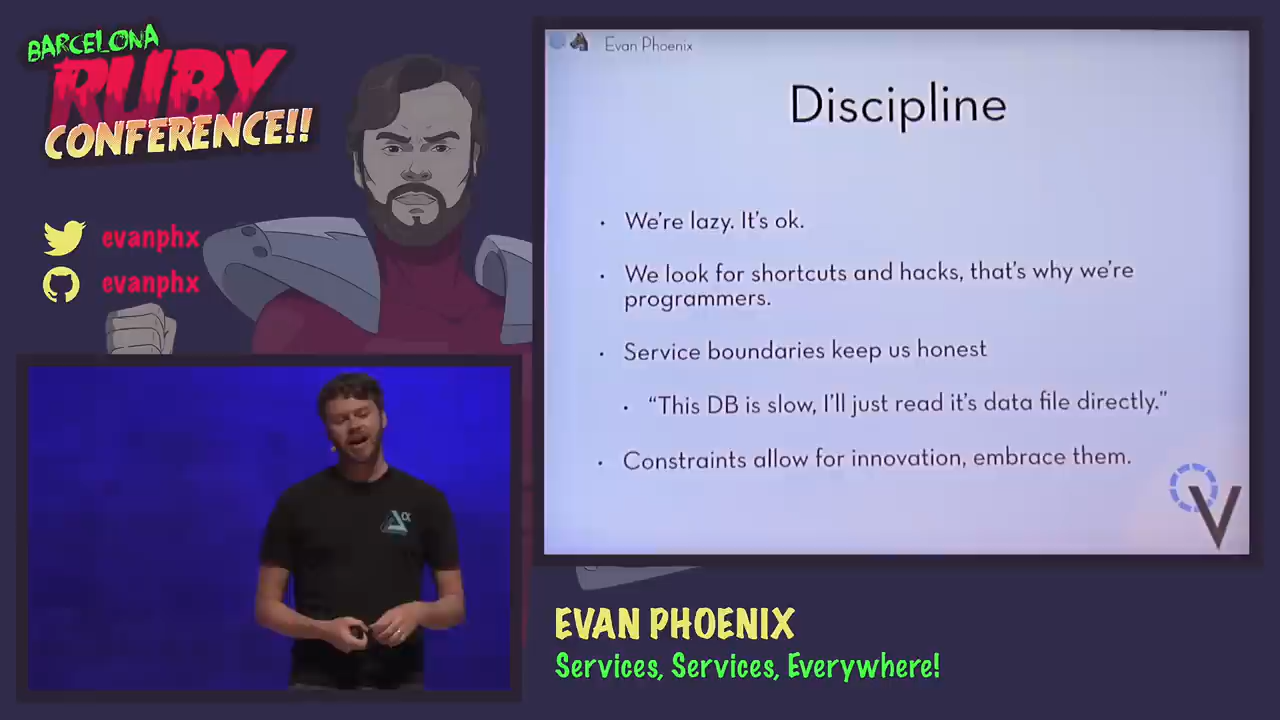 BARCELONA
RUBY
CONFERENCE!!
evanphx
evanphx
Evan Phoenix
Discipline
· We're lazy. It's ok.
· We look for shortcuts and hacks, that's why we're
programmers.
· Service boundaries keep us honest
· “This DB is slow, I'll just read it's data file directly.”
· Constraints allow for innovation, embrace them.
V
α
EVAN PHOENIX
Services, Services, Everywhere!